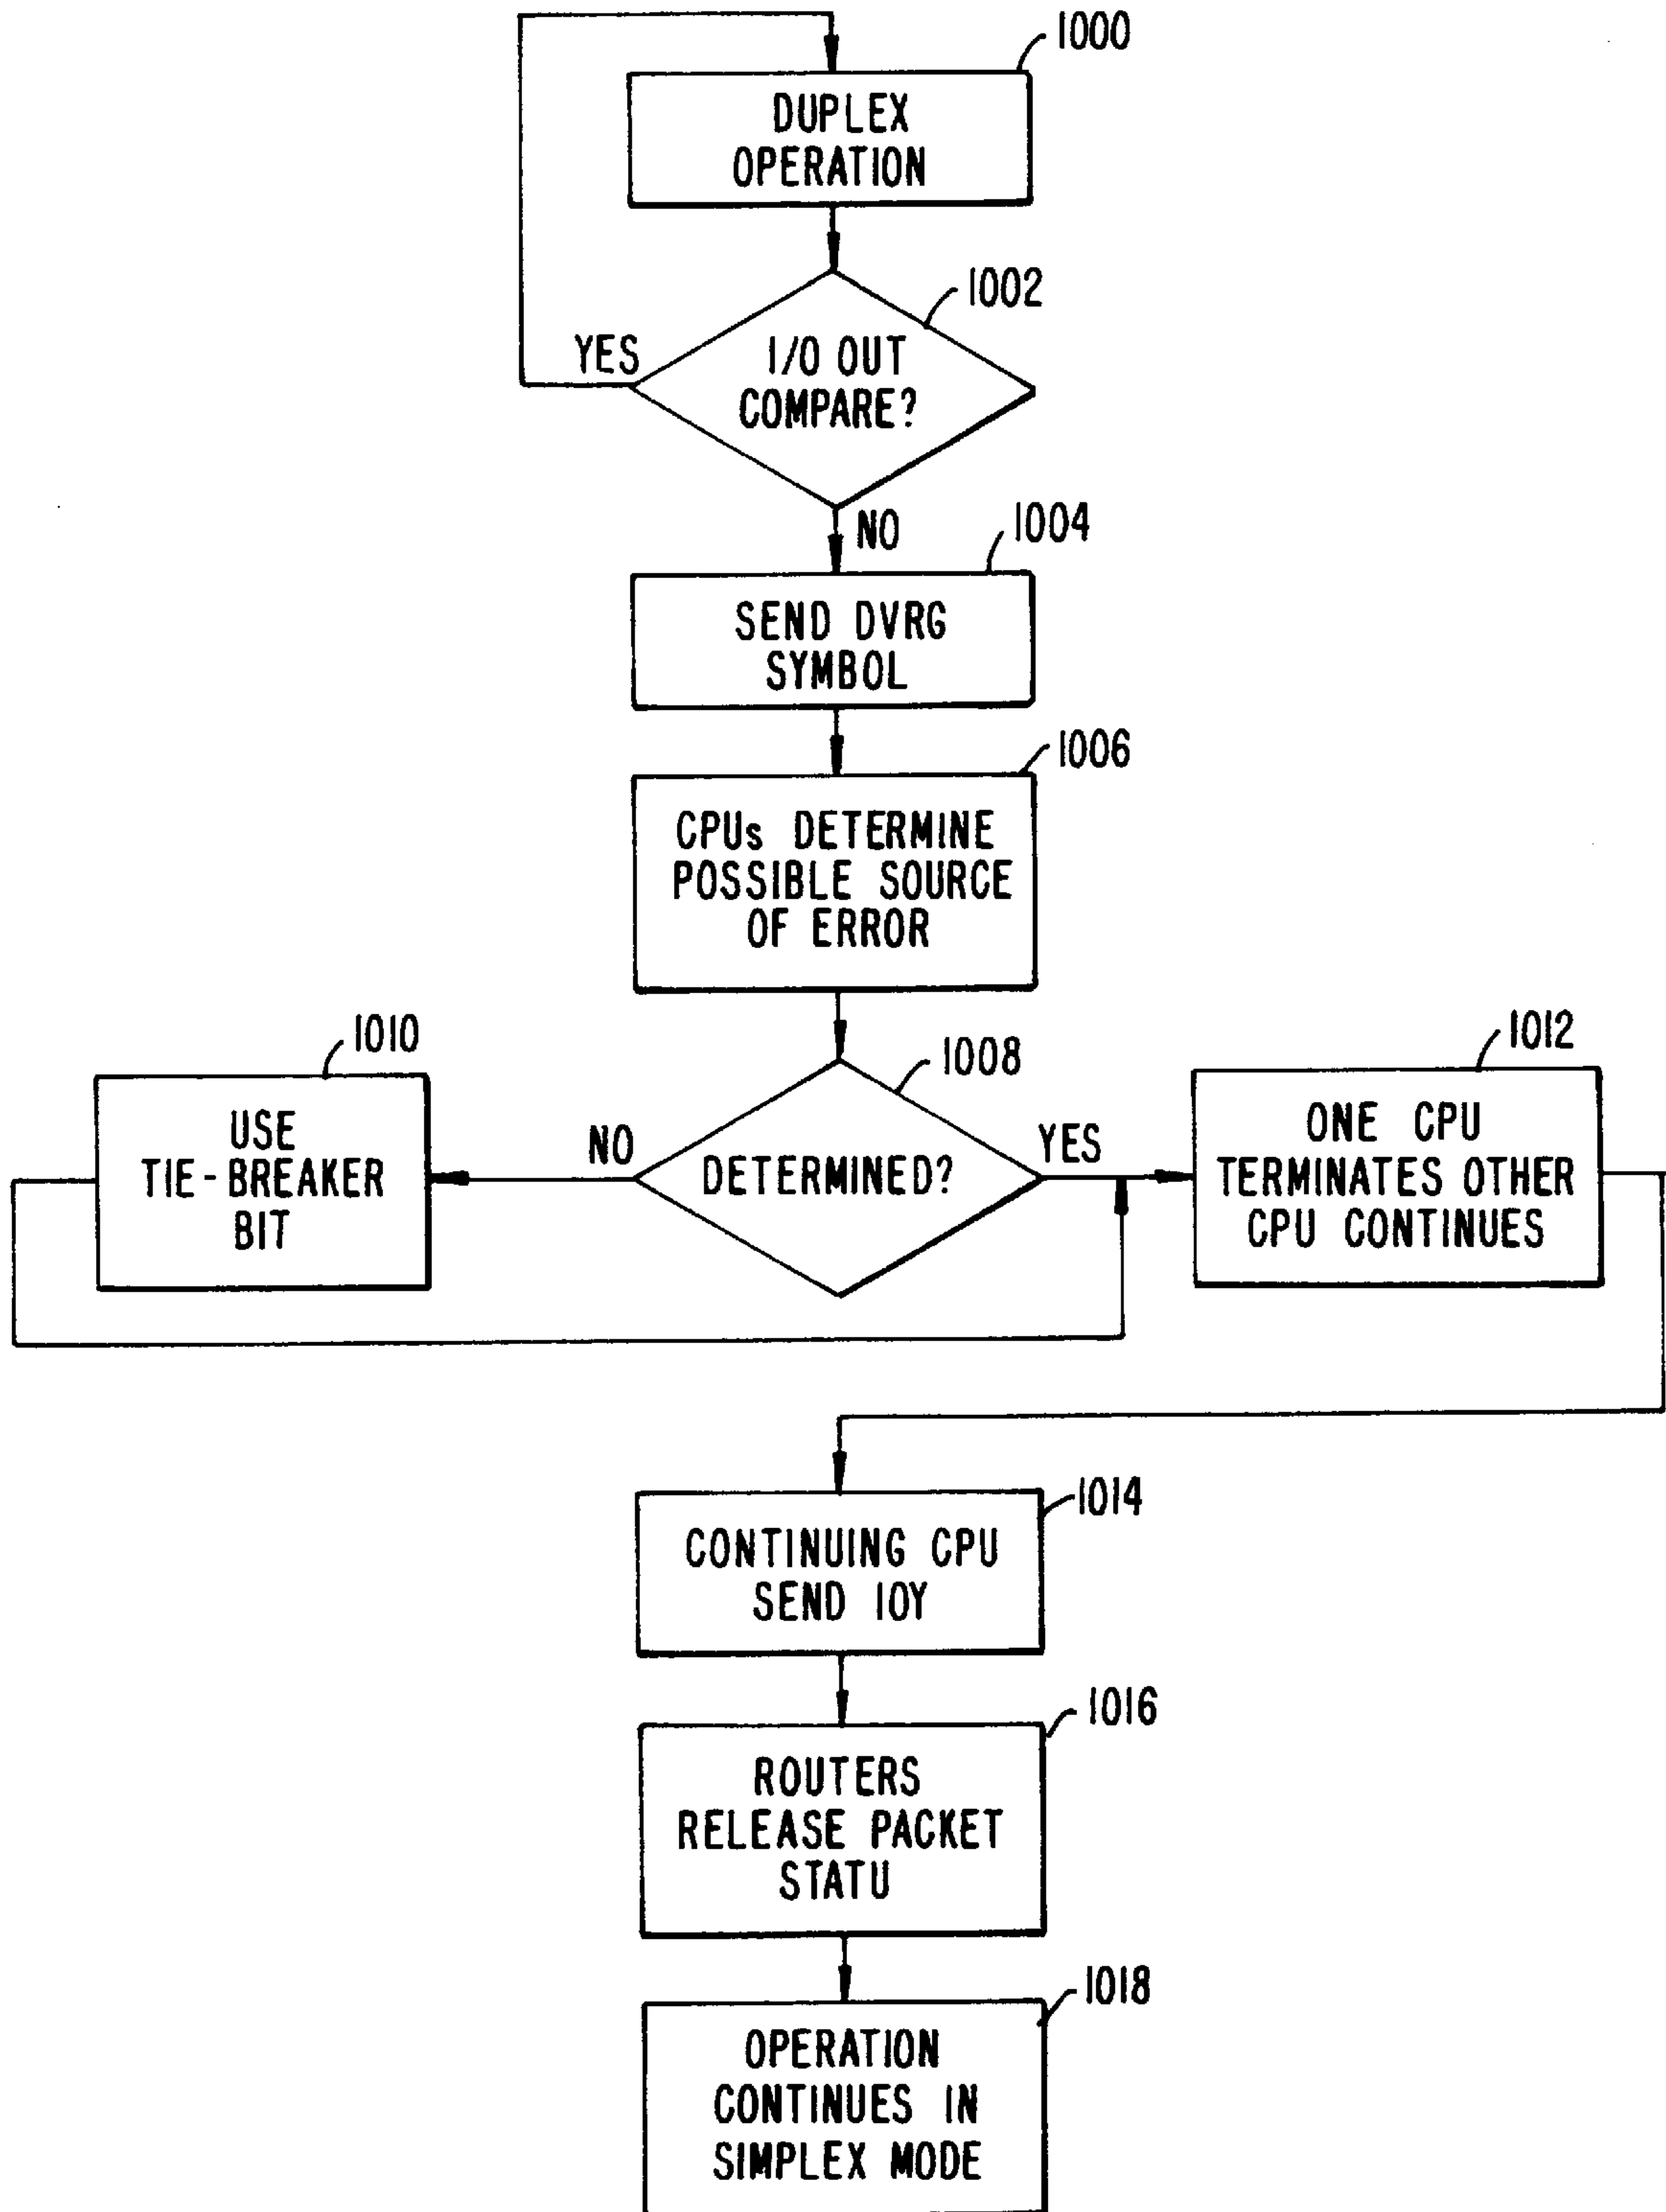 1000
DUPLEX
OPERATION
1002
YES
I/O OUT
COMPARE?
NO
1004
SEND DVRG
SYMBOL
1006
CPUs DETERMINE
POSSIBLE SOURCE
OF ERROR
1010
USE
TIE-BREAKER
BIT
1008
NO
DETERMINED?
YES
1012
ONE CPU
TERMINATES OTHER
CPU CONTINUES
1014
CONTINUING CPU
SEND IOY
1016
ROUTERS
RELEASE PACKET
STATU
1018
OPERATION
CONTINUES IN
SIMPLEX MODE